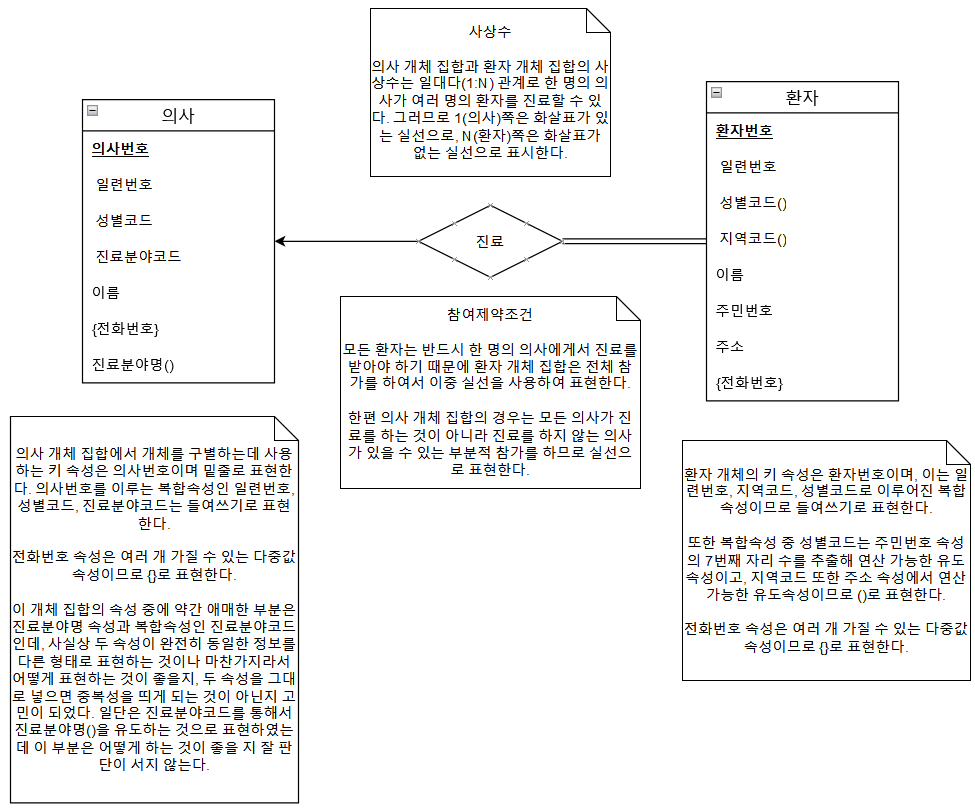 사상수
의사 개체 집합과 환자 개체 집합의 사
상수는 일대다(1:N) 관계로 한 명의 의
사가 여러 명의 환자를 진료할 수 있
다. 그러므로 1(의사)쪽은 화살표가 있
는 실선으로, N(환자)쪽은 화살표가
없는 실선으로 표시한다.
의사
의사번호
일련번호
성별코드
진료분야코드
이름
{전화번호}
진료분야명()
진료
환자
환자번호
일련번호
성별코드()
지역코드()
이름
주민번호
주소
{전화번호}
참여제약조건
모든 환자는 반드시 한 명의 의사에게서 진료를
받아야 하기 때문에 환자 개체 집합은 전체 참
가를 하여서 이중 실선을 사용하여 표현한다.
한편 의사 개체 집합의 경우는 모든 의사가 진
료를 하는 것이 아니라 진료를 하지 않는 의사
가 있을 수 있는 부분적 참가를 하므로 실선으
로 표현한다.
의사 개체 집합에서 개체를 구별하는데 사용
하는 키 속성은 의사번호이며 밑줄로 표현한
다. 의사번호를 이루는 복합속성인 일련번호,
성별코드, 진료분야코드는 들여쓰기로 표현
한다.
전화번호 속성은 여러 개 가질 수 있는 다중값
속성이므로 {}로 표현한다.
이 개체 집합의 속성 중에 약간 애매한 부분은
진료분야명 속성과 복합속성인 진료분야코드
인데, 사실상 두 속성이 완전히 동일한 정보를
다른 형태로 표현하는 것이나 마찬가지라서
어떻게 표현하는 것이 좋을지, 두 속성을 그대
로 넣으면 중복성을 띄게 되는 것이 아닌지 고
민이 되었다. 일단은 진료분야코드를 통해서
진료분야명()을 유도하는 것으로 표현하였는
데 이 부분은 어떻게 하는 것이 좋을 지 잘 판
단이 서지 않는다.
환자 개체의 키 속성은 환자번호이며, 이는 일
련번호, 지역코드, 성별코드로 이루어진 복합
속성이므로 들여쓰기로 표현한다.
또한 복합속성 중 성별코드는 주민번호 속성
의 7번째 자리 수를 추출해 연산 가능한 유도
속성이고, 지역코드 또한 주소 속성에서 연산
가능한 유도속성이므로 ()로 표현한다.
전화번호 속성은 여러 개 가질 수 있는 다중값
속성이므로 {}로 표현한다.